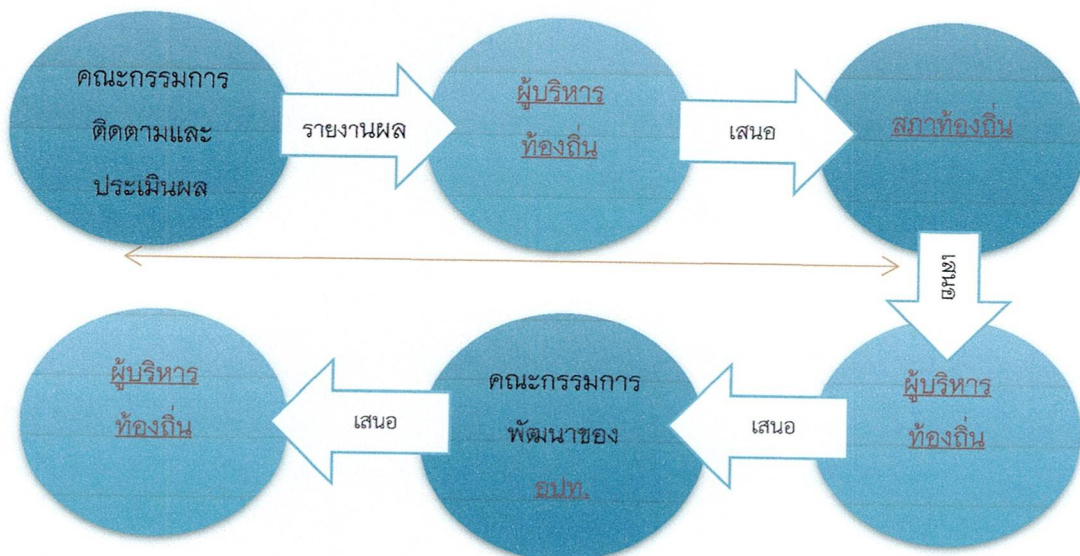 คณะกรรมการ
ติดตามและ
ประเมินผล
รายงานผล
ผู้บริหาร
ท้องถิ่น
เสนอ
สภาท้องถิ่น
เสนอ
ผู้บริหาร
ท้องถิ่น
เสนอ
คณะกรรมการ
พัฒนาของ
อปท.
เสนอ
ผู้บริหาร
ท้องถิ่น